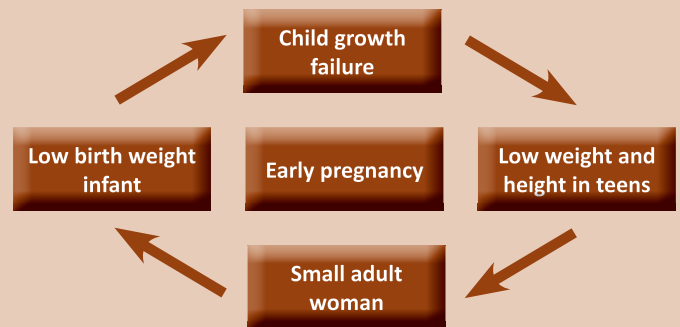 Child growth
failure
Low birth weight
infant
Early pregnancy
Low weight and
height in teens
Small adult
woman